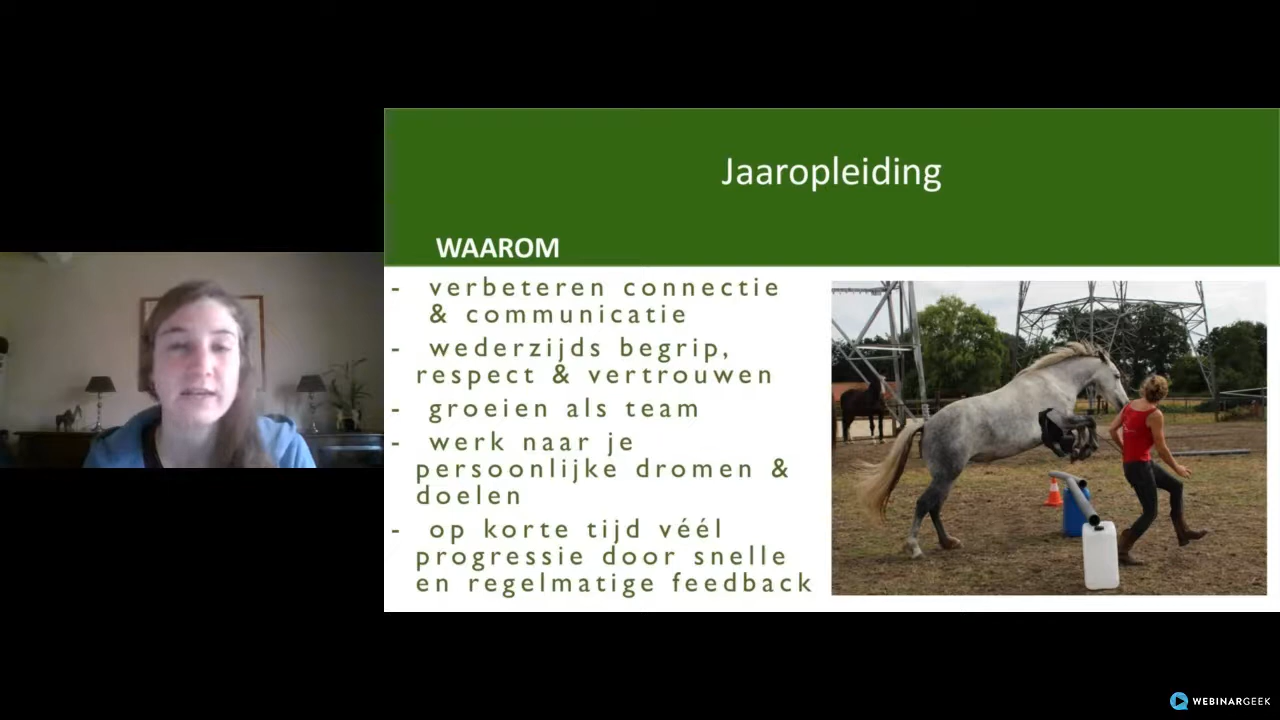 Jaaropleiding
WAAROM
- verbeteren connectie
& communicatie
- wederzijds begrip,
respect & vertrouwen
- groeien als team
- werk naar je
persoonlijke dromen &
doelen
- op korte tijd véél
progressie door snelle
en regelmatige feedback
WEBINARGEEK